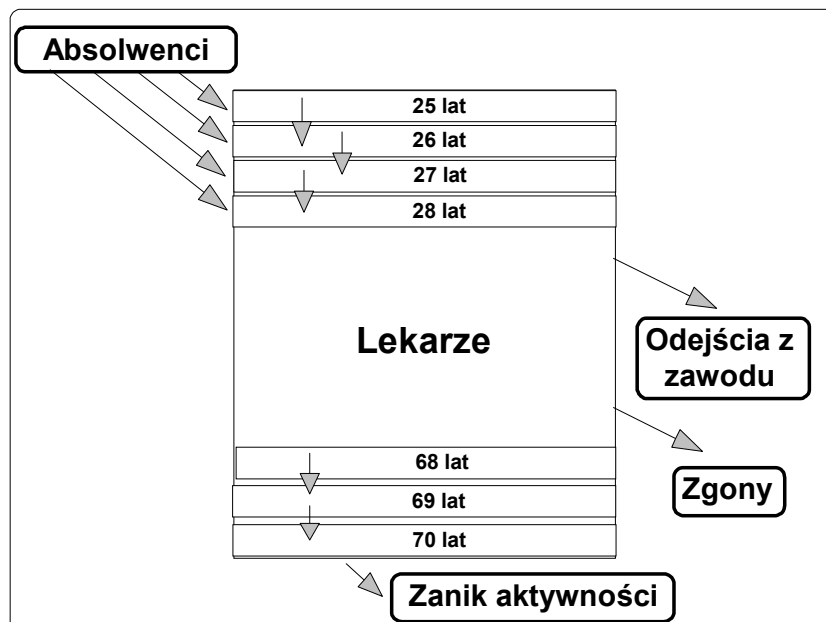 Absolwenci
25 lat
26 lat
27 lat
28 lat
Lekarze
Odejścia z
zawodu
68 lat
Zgony
69 lat
70 lat
Zanik aktywności